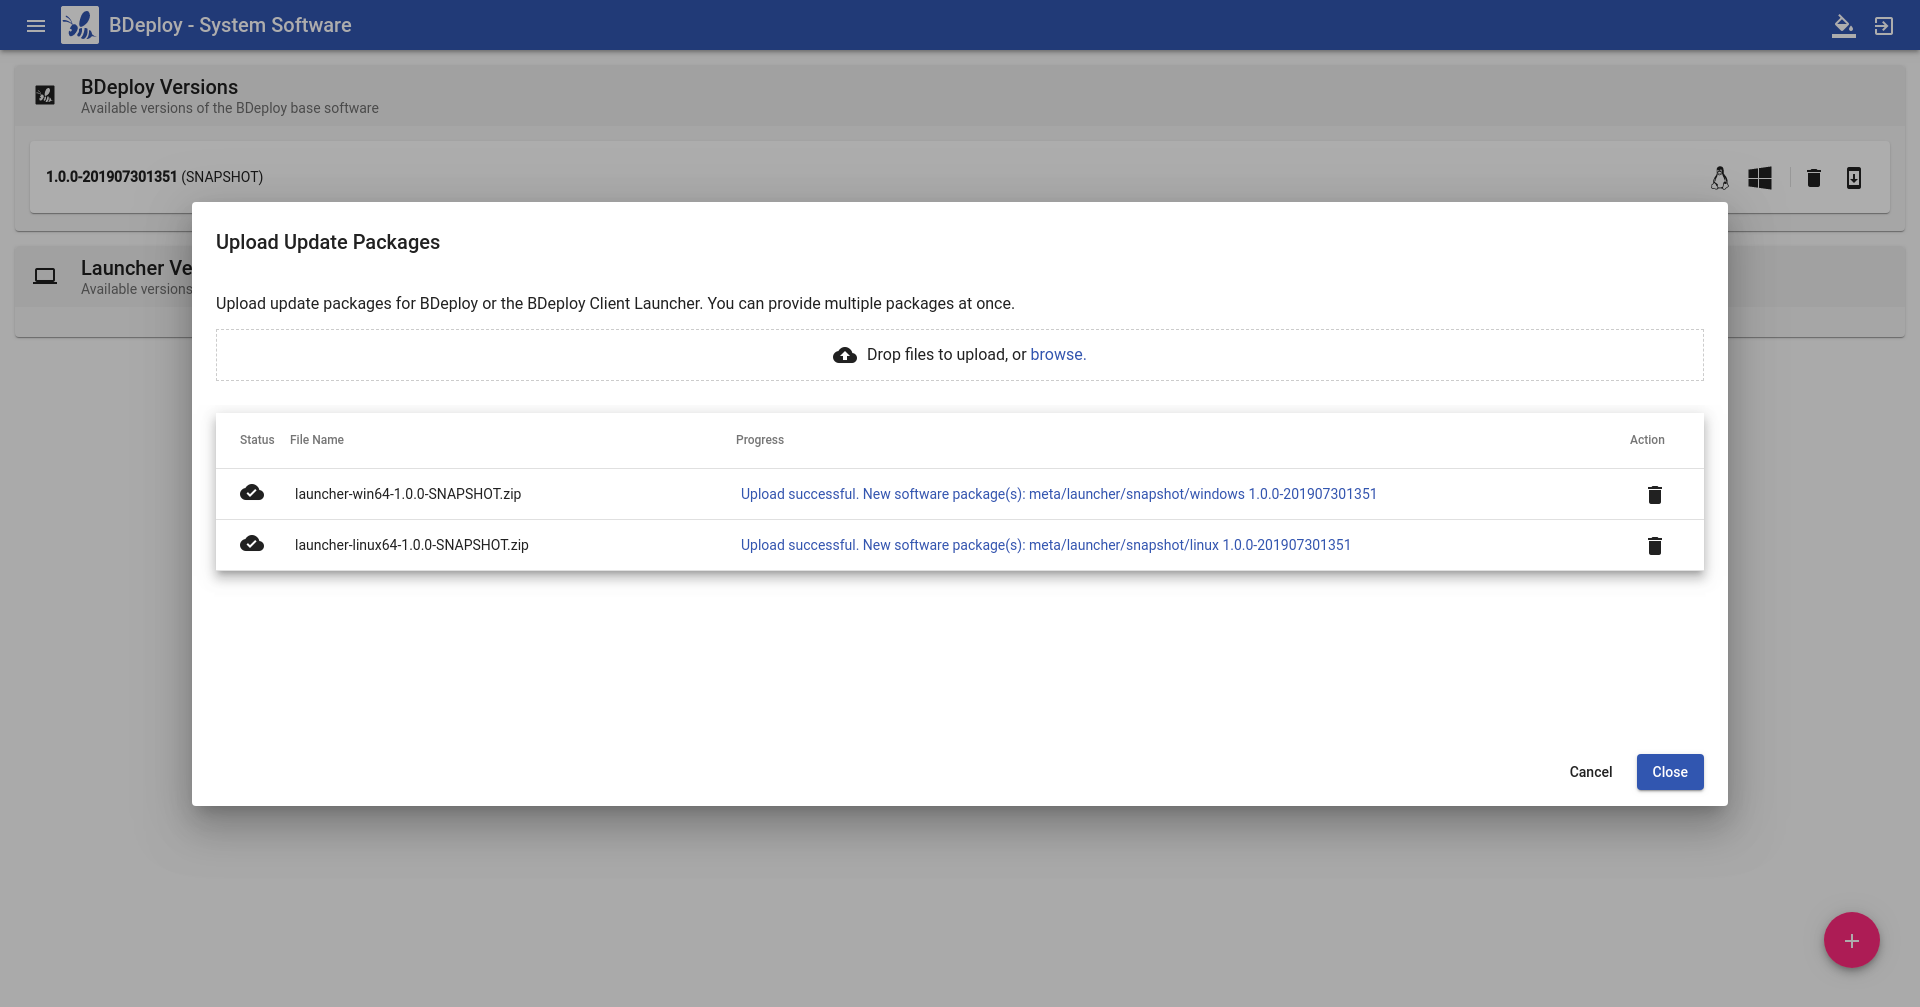 BDeploy - System Software
BDeploy Versions
Available versions of the BDeploy base software
1.0.0-201907301351 (SNAPSHOT)
Launcher Ve
Available versions
Upload Update Packages
Upload update packages for BDeploy or the BDeploy Client Launcher. You can provide multiple packages at once.
Drop files to upload, or browse.
Status File Name Progress Action
launcher-win64-1.0.0-SNAPSHOT.zip Upload successful. New software package(s): meta/launcher/snapshot/windows 1.0.0-201907301351
launcher-linux64-1.0.0-SNAPSHOT.zip Upload successful. New software package(s): meta/launcher/snapshot/linux 1.0.0-201907301351
Cancel Close